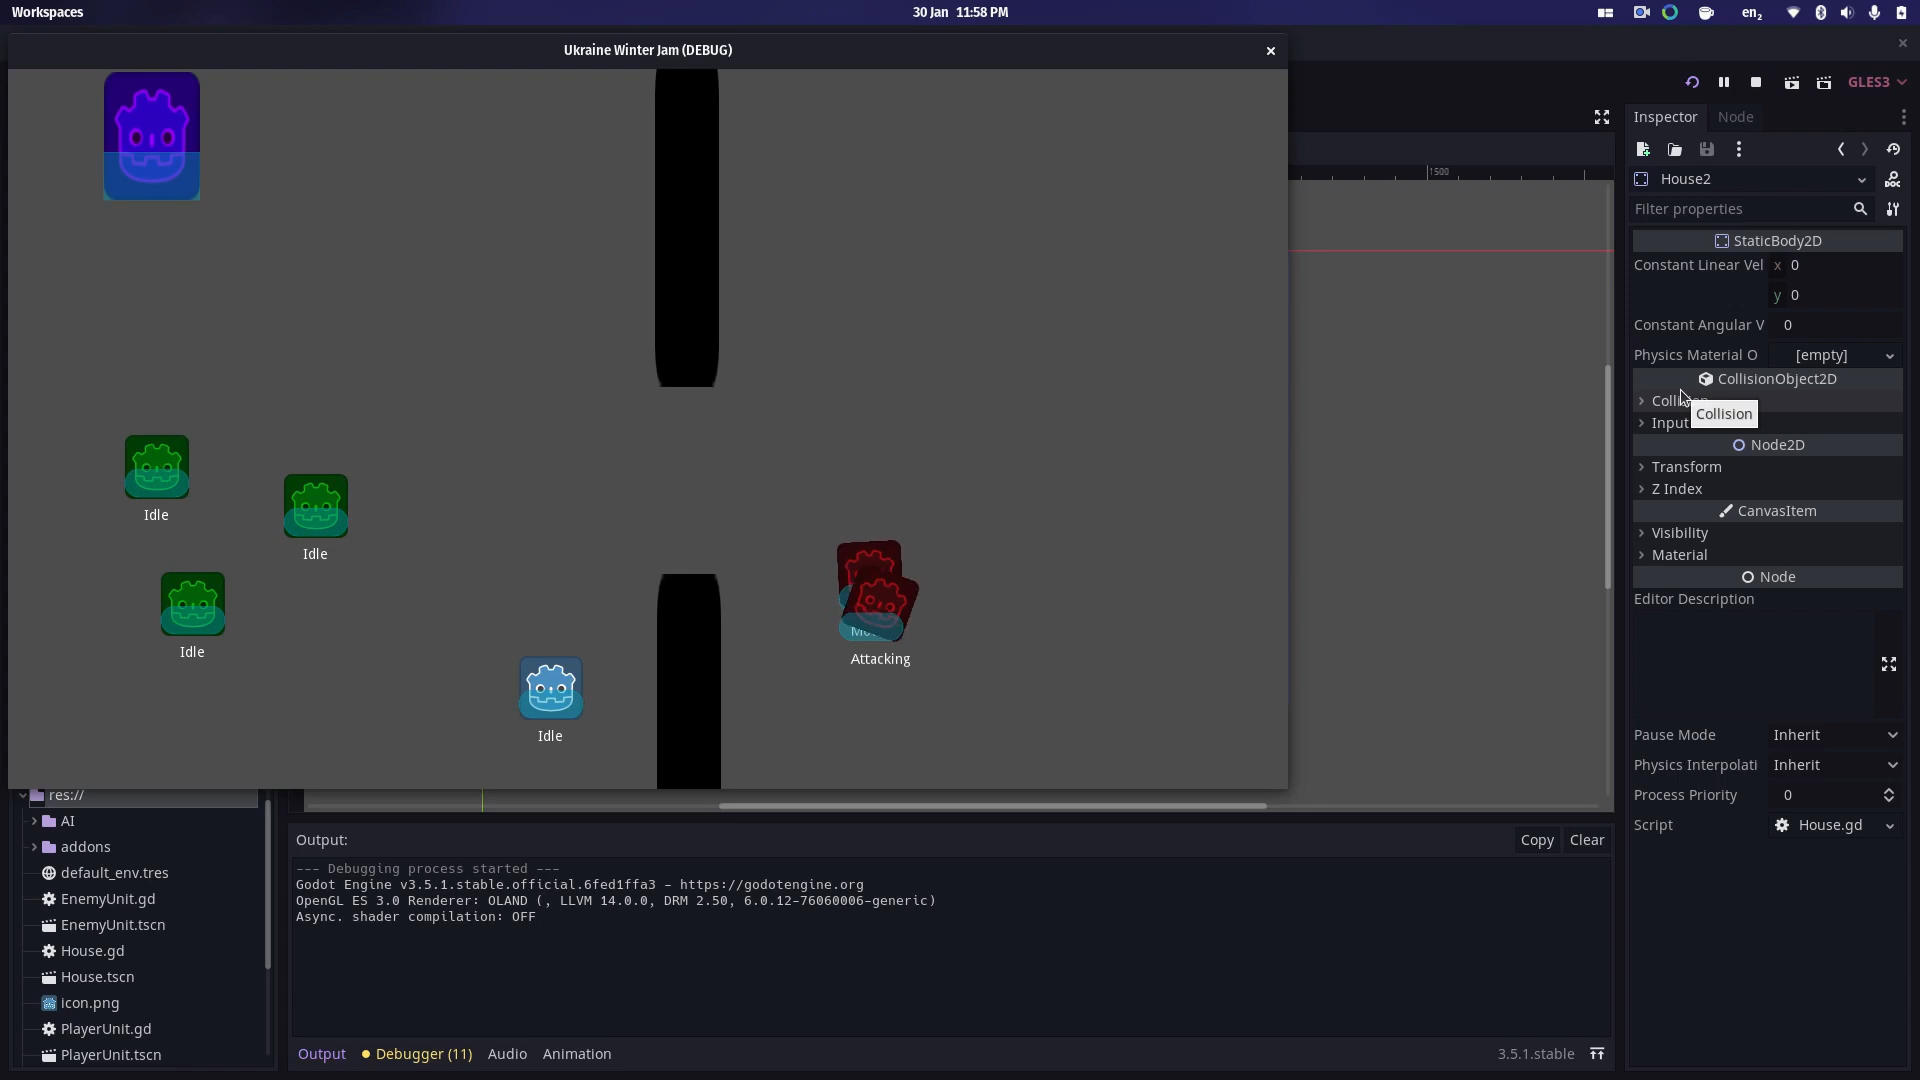 Workspaces
30 Jan 11:58 PM
en₂
Ukraine Winter Jam (DEBUG)
GLES3
Inspector
Node
1500
House2
DOC
Filter properties
StaticBody2D
Constant Linear Vel
x 0
y 0
Constant Angular V
0
Physics Material O
[empty]
CollisionObject2D
Collision
Input
Node2D
Transform
Z Index
CanvasItem
Visibility
Material
Node
Editor Description
Pause Mode
Inherit
Physics Interpolati
Inherit
Process Priority
0
Script
House.gd
Idle
Idle
Idle
Idle
Attacking
res://
AI
addons
default_env.tres
EnemyUnit.gd
EnemyUnit.tscn
House.gd
House.tscn
icon.png
PlayerUnit.gd
PlayerUnit.tscn
Output:
Copy
Clear
--- Debugging process started ---
Godot Engine v3.5.1.stable.official.6fed1ffa3 - https://godotengine.org
OpenGL ES 3.0 Renderer: OLAND (, LLVM 14.0.0, DRM 2.50, 6.0.12-76060006-generic)
Async. shader compilation: OFF
Output
Debugger (11)
Audio
Animation
3.5.1.stable